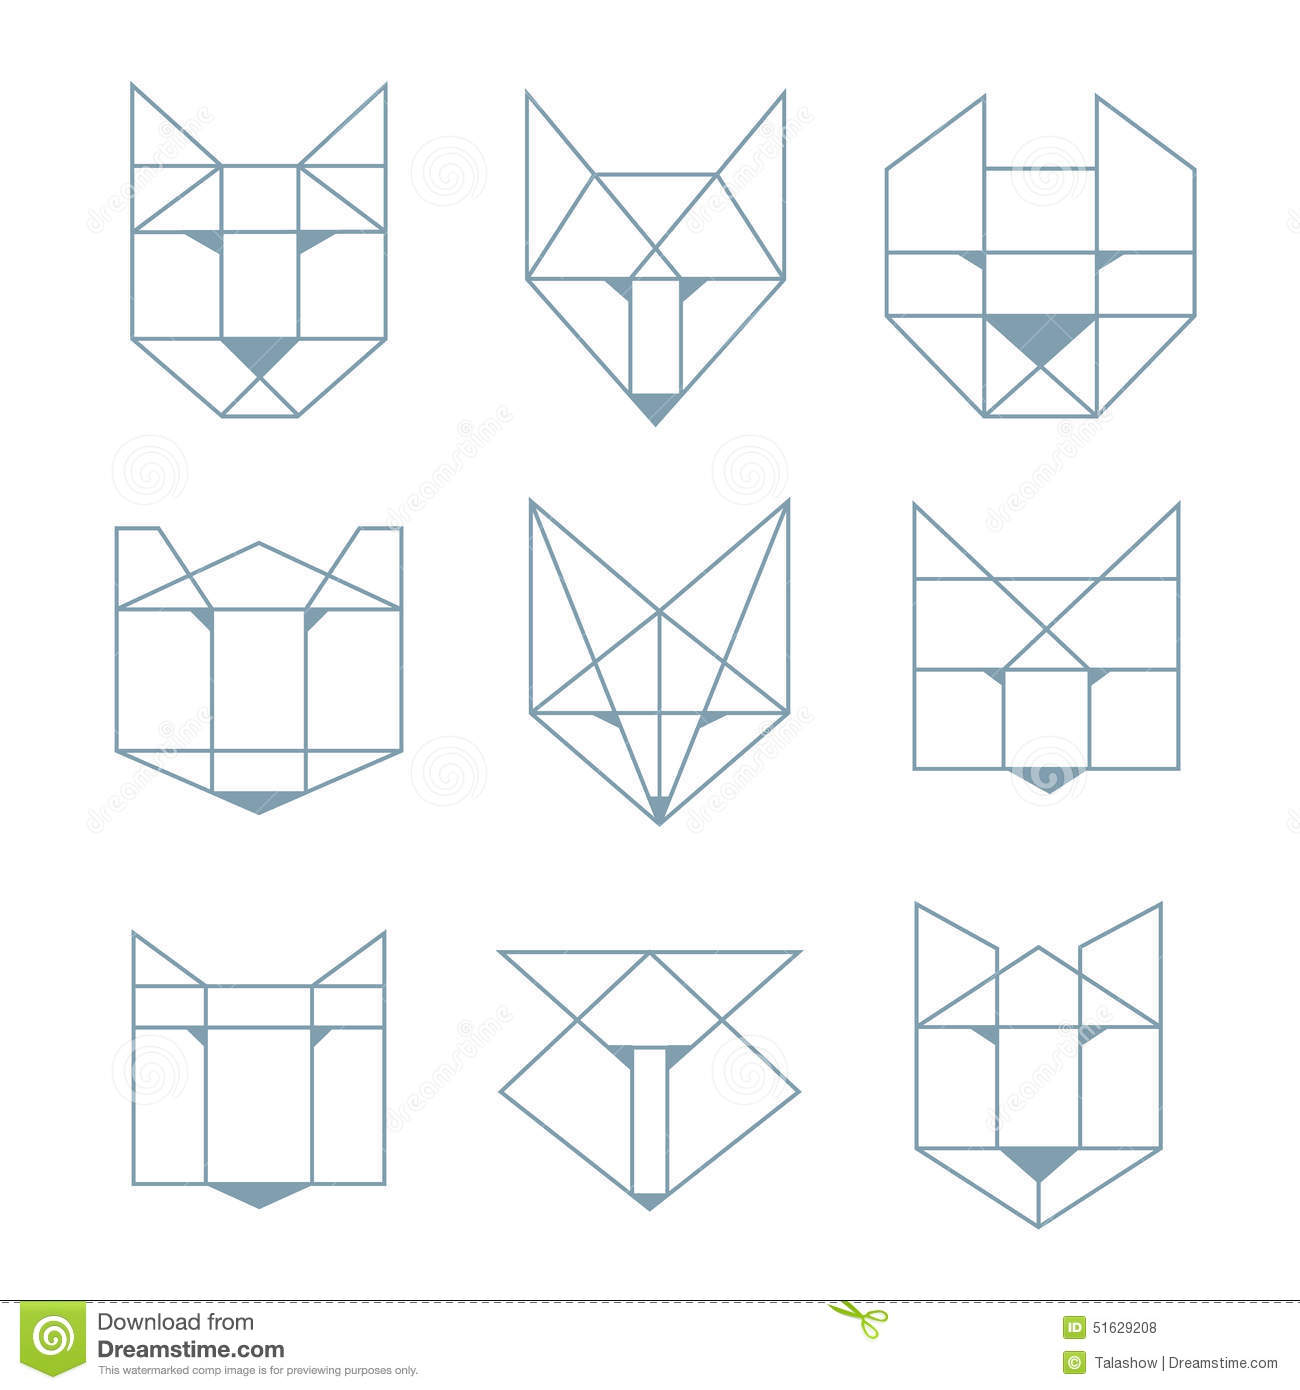 Download from
Dreamstime.com
This watermarked comp image is for previewing purposes only.
ID 51629208
© Talashow | Dreamstime.com